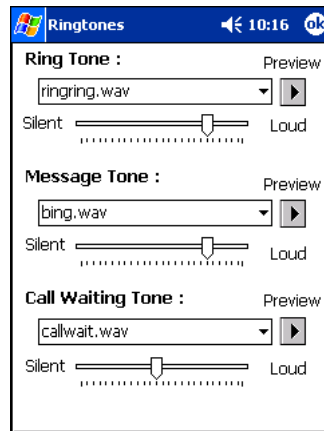 Ringtones 10:16 ok
Ring Tone : Preview
ringring.wav
Silent Loud
Message Tone : Preview
bing.wav
Silent Loud
Call Waiting Tone : Preview
callwait.wav
Silent Loud